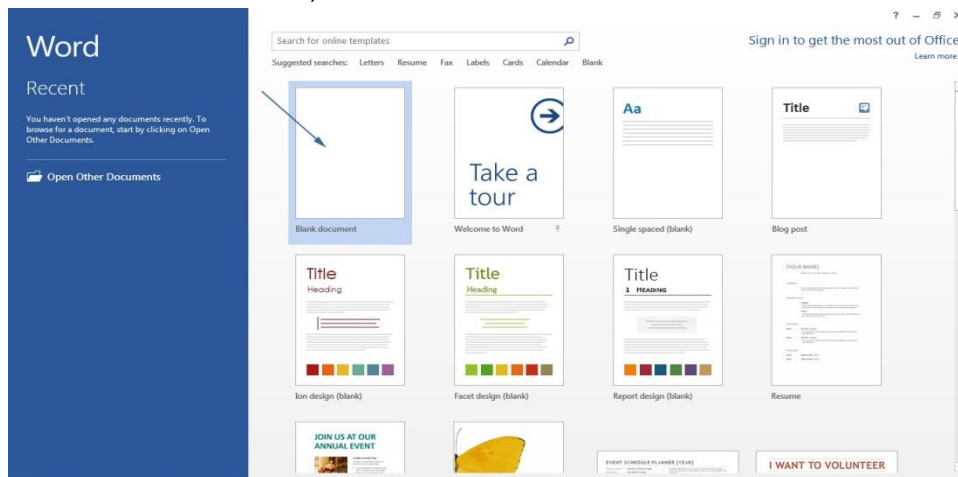 Word
Recent
You haven't opened any documents recently. To
browse for a document, start by clicking on Open
Other Documents.
Open Other Documents
?
Search for online templates
Sign in to get the most out of Office
Learn more
Suggested searches: Letters Resume Fax Labels Cards Calendar Blank
Take a
tour
Aa
Title
Blank document
Welcome to Word
Single spaced (blank)
Blog post
Title
Heading
Title
Heading
Title
1 HEADING
[YOUR NAME]
Ion design (blank)
Facet design (blank)
Report design (blank)
Resume
JOIN US AT OUR
ANNUAL EVENT
EVENT SCHEDULE PLANNER [YEAR]
I WANT TO VOLUNTEER